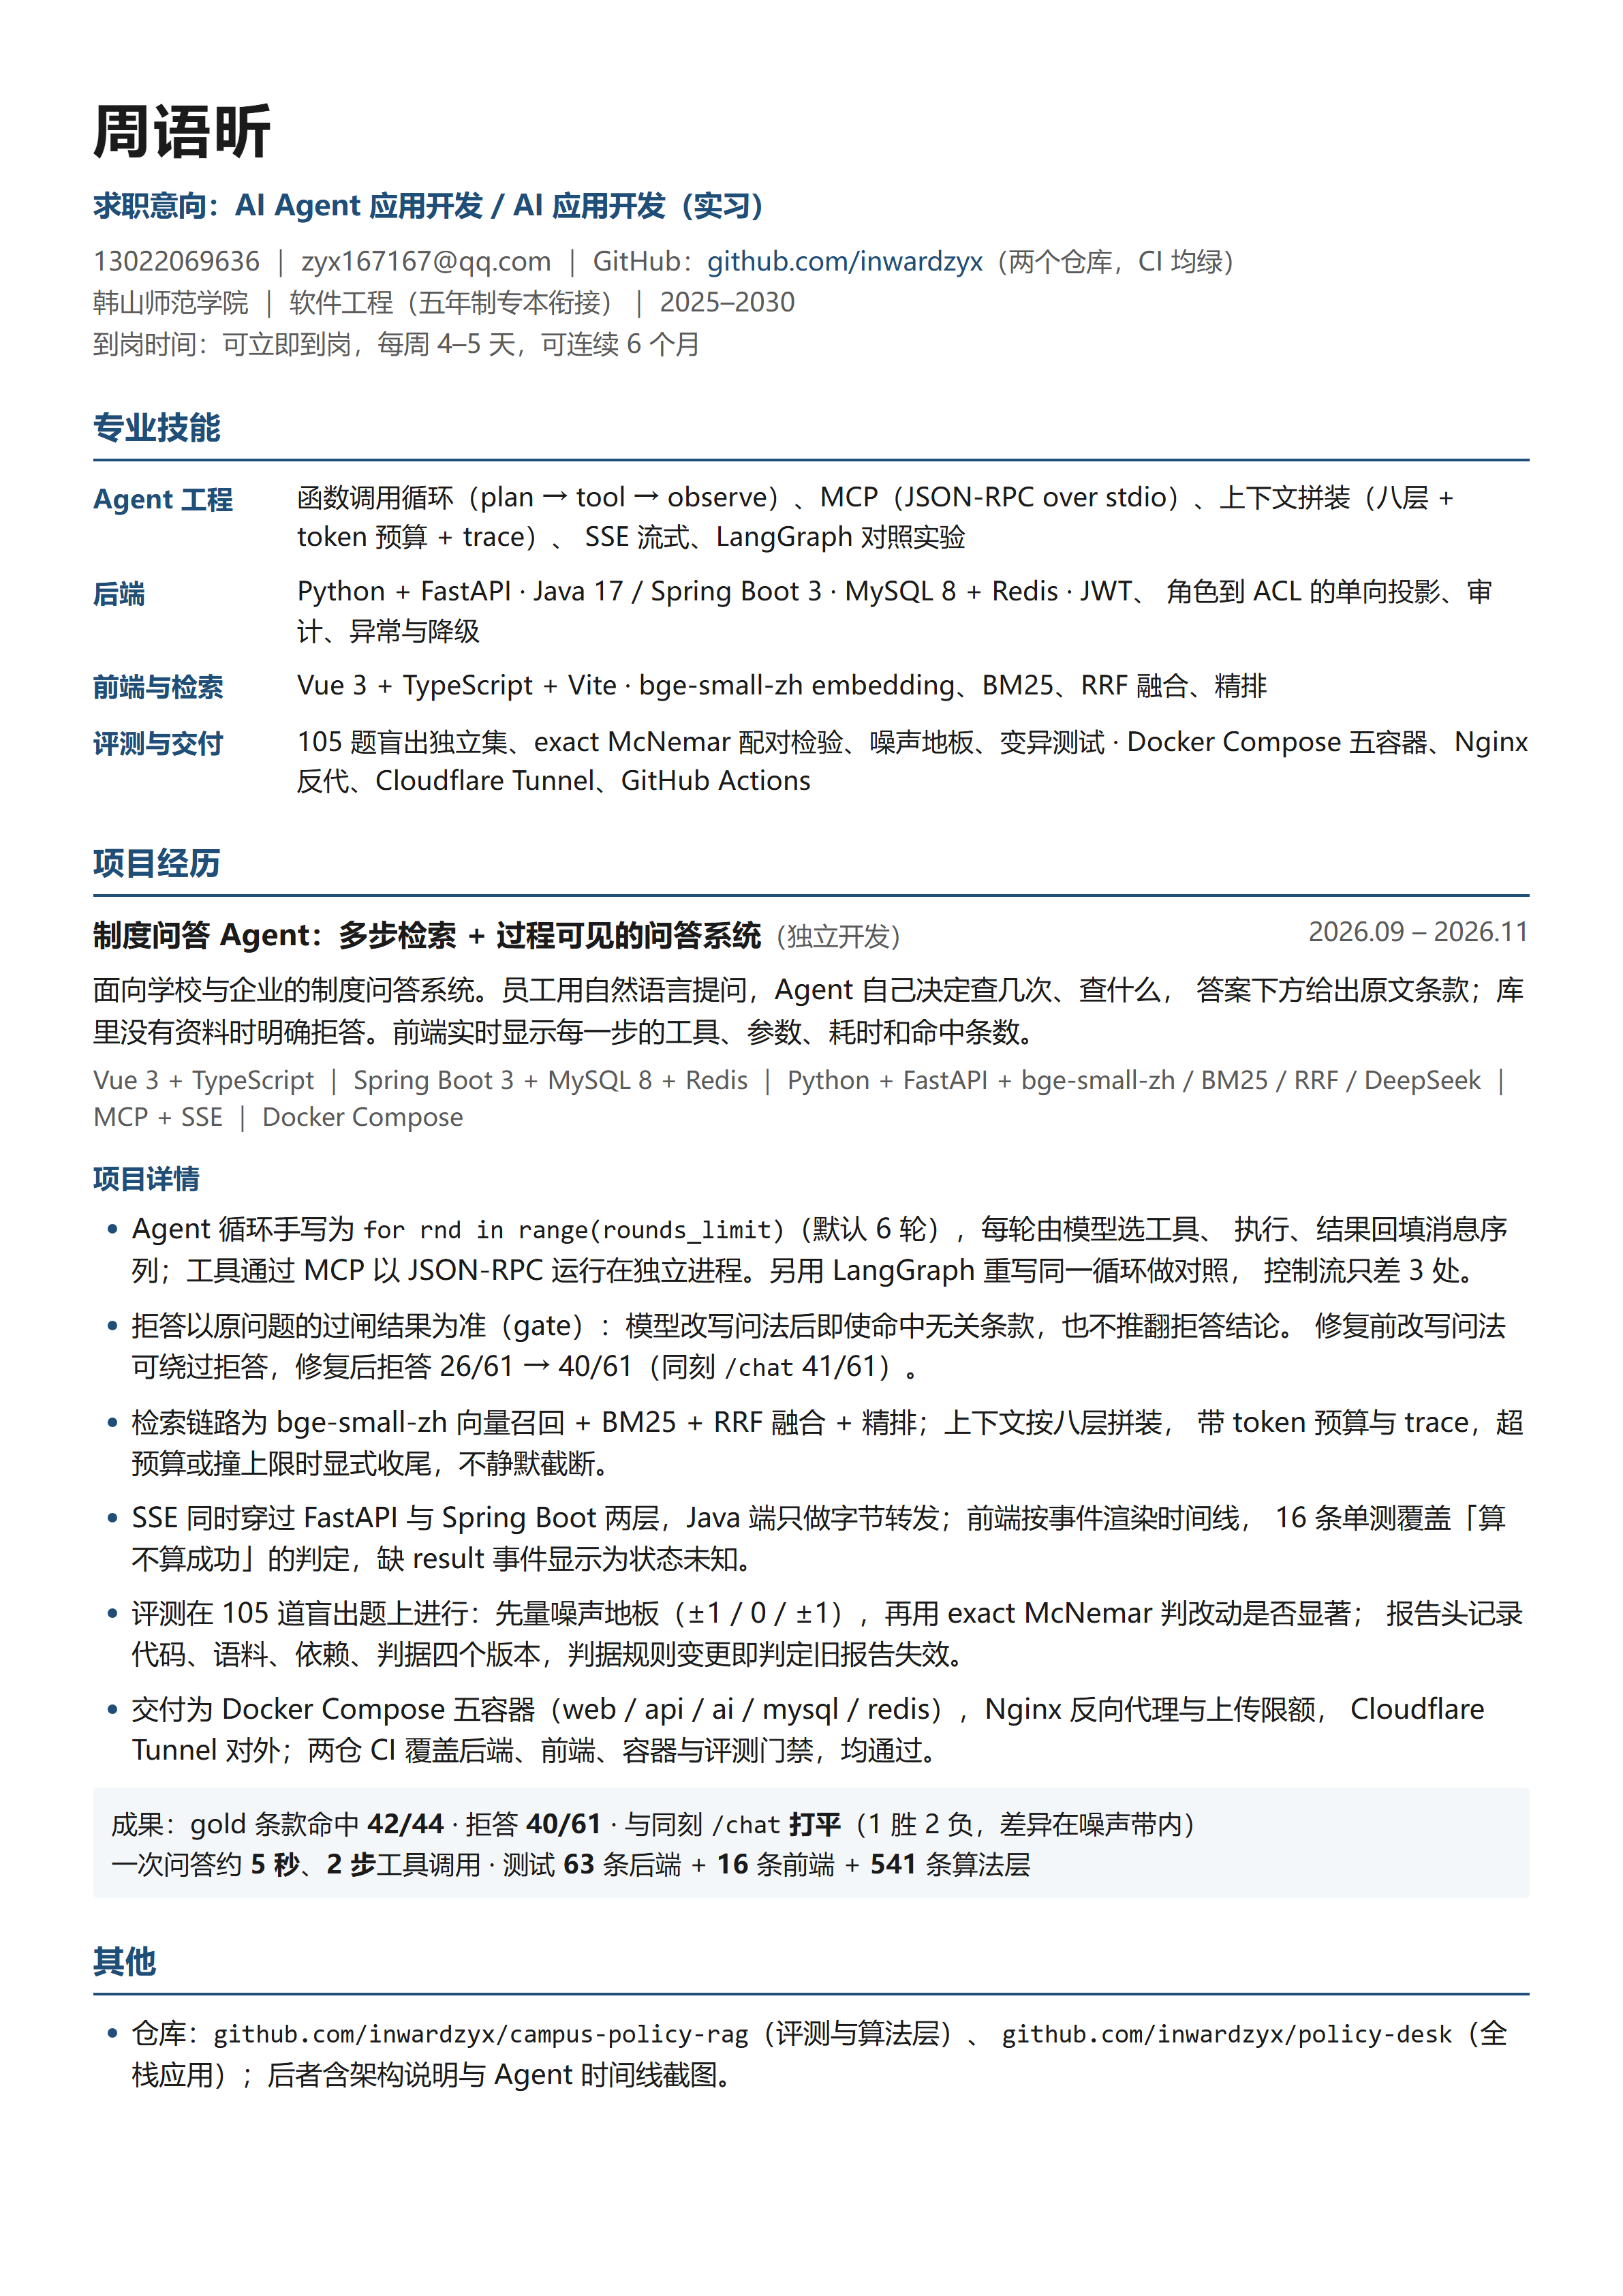 周语昕
求职意向：AI Agent 应用开发 / AI 应用开发（实习）
13022069636 ｜ zyx167167@qq.com ｜ GitHub：github.com/inwardzyx（两个仓库，CI 均绿）
韩山师范学院 ｜ 软件工程（五年制专本衔接） ｜ 2025–2030
到岗时间：可立即到岗，每周 4–5 天，可连续 6 个月
专业技能
Agent 工程 函数调用循环（plan → tool → observe）、MCP（JSON-RPC over stdio）、上下文拼装（八层 +
token 预算 + trace）、 SSE 流式、LangGraph 对照实验
后端 Python + FastAPI · Java 17 / Spring Boot 3 · MySQL 8 + Redis · JWT、 角色到 ACL 的单向投影、审
计、异常与降级
前端与检索 Vue 3 + TypeScript + Vite · bge-small-zh embedding、BM25、RRF 融合、精排
评测与交付 105 题盲出独立集、exact McNemar 配对检验、噪声地板、变异测试 · Docker Compose 五容器、Nginx
反代、Cloudflare Tunnel、GitHub Actions
项目经历
制度问答 Agent：多步检索 + 过程可见的问答系统（独立开发） 2026.09 – 2026.11
面向学校与企业的制度问答系统。员工用自然语言提问，Agent 自己决定查几次、查什么， 答案下方给出原文条款；库
里没有资料时明确拒答。前端实时显示每一步的工具、参数、耗时和命中条数。
Vue 3 + TypeScript ｜ Spring Boot 3 + MySQL 8 + Redis ｜ Python + FastAPI + bge-small-zh / BM25 / RRF / DeepSeek ｜
MCP + SSE ｜ Docker Compose
项目详情
• Agent 循环手写为 for rnd in range(rounds_limit)（默认 6 轮），每轮由模型选工具、 执行、结果回填消息序
列；工具通过 MCP 以 JSON-RPC 运行在独立进程。另用 LangGraph 重写同一循环做对照， 控制流只差 3 处。
• 拒答以原问题的过闸结果为准（gate）：模型改写问法后即使命中无关条款，也不推翻拒答结论。 修复前改写问法
可绕过拒答，修复后拒答 26/61 → 40/61（同刻 /chat 41/61）。
• 检索链路为 bge-small-zh 向量召回 + BM25 + RRF 融合 + 精排；上下文按八层拼装， 带 token 预算与 trace，超
预算或撞上限时显式收尾，不静默截断。
• SSE 同时穿过 FastAPI 与 Spring Boot 两层，Java 端只做字节转发；前端按事件渲染时间线， 16 条单测覆盖「算
不算成功」的判定，缺 result 事件显示为状态未知。
• 评测在 105 道盲出题上进行：先量噪声地板（±1 / 0 / ±1），再用 exact McNemar 判改动是否显著； 报告头记录
代码、语料、依赖、判据四个版本，判据规则变更即判定旧报告失效。
• 交付为 Docker Compose 五容器（web / api / ai / mysql / redis），Nginx 反向代理与上传限额， Cloudflare
Tunnel 对外；两仓 CI 覆盖后端、前端、容器与评测门禁，均通过。
成果：gold 条款命中 42/44 · 拒答 40/61 · 与同刻 /chat 打平（1 胜 2 负，差异在噪声带内）
一次问答约 5 秒、2 步工具调用 · 测试 63 条后端 + 16 条前端 + 541 条算法层
其他
• 仓库：github.com/inwardzyx/campus-policy-rag（评测与算法层）、 github.com/inwardzyx/policy-desk（全
栈应用）；后者含架构说明与 Agent 时间线截图。